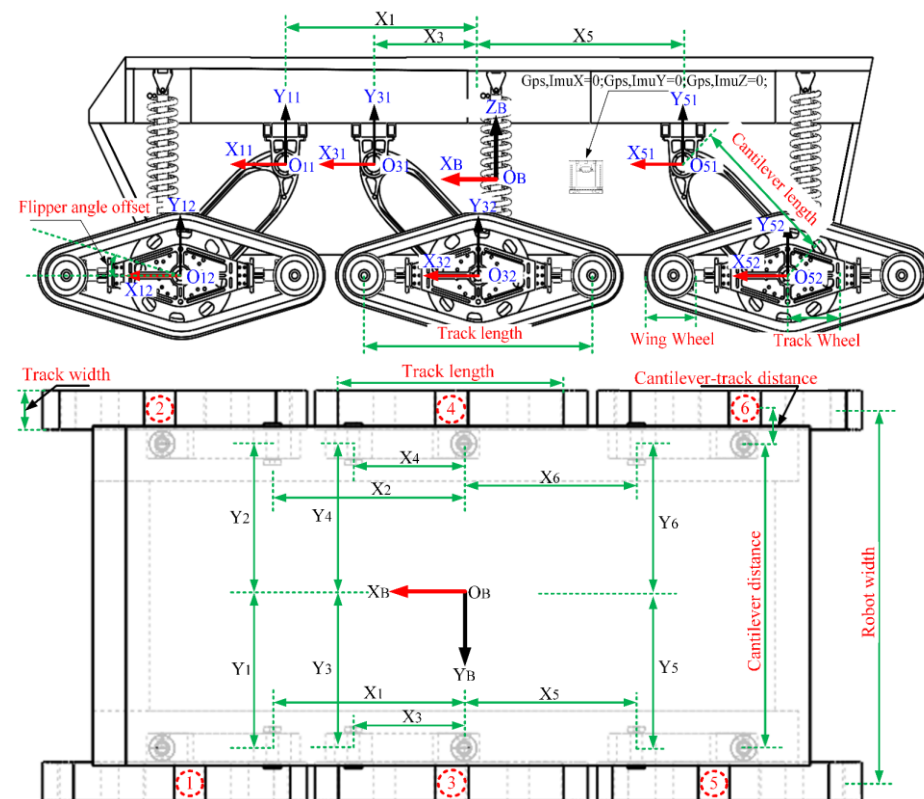 X1
X3
X5
Gps,ImuX=0;Gps,ImuY=0;Gps,ImuZ=0;
Y11
Y31
ZB
Y51
X11
O11
X31
O31
XB
OB
X51
O51
Cantilever length
Flipper angle offset
Y12
Y32
Y52
X12
O12
X32
O32
X52
O52
Track length
Wing Wheel
Track Wheel
Track width
Track length
Cantilever-track distance
2
4
6
X4
X2
X6
Y2
Y4
Y6
XB
OB
YB
Cantilever distance
Robot width
Y1
Y3
Y5
X1
X5
X3
1
3
5